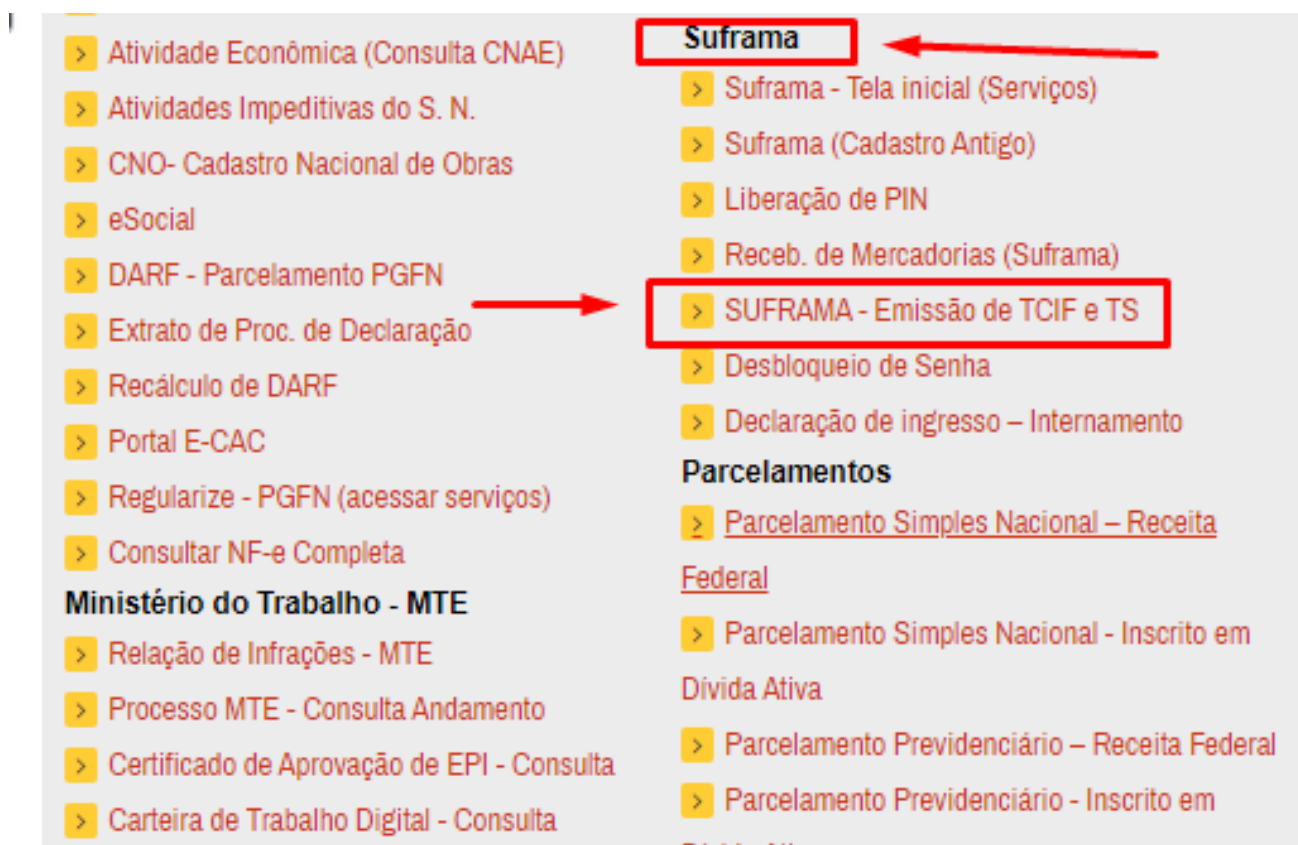 Atividade Econômica (Consulta CNAE)
Atividades Impeditivas do S. N.
CNO- Cadastro Nacional de Obras
eSocial
DARF - Parcelamento PGFN
Extrato de Proc. de Declaração
Recálculo de DARF
Portal E-CAC
Regularize - PGFN (acessar serviços)
Consultar NF-e Completa
Ministério do Trabalho - MTE
Relação de Infrações - MTE
Processo MTE - Consulta Andamento
Certificado de Aprovação de EPI - Consulta
Carteira de Trabalho Digital - Consulta
Suframa
Suframa - Tela inicial (Serviços)
Suframa (Cadastro Antigo)
Liberação de PIN
Receb. de Mercadorias (Suframa)
SUFRAMA - Emissão de TCIF e TS
Desbloqueio de Senha
Declaração de ingresso – Internamento
Parcelamentos
Parcelamento Simples Nacional – Receita
Federal
Parcelamento Simples Nacional - Inscrito em
Dívida Ativa
Parcelamento Previdenciário – Receita Federal
Parcelamento Previdenciário - Inscrito em